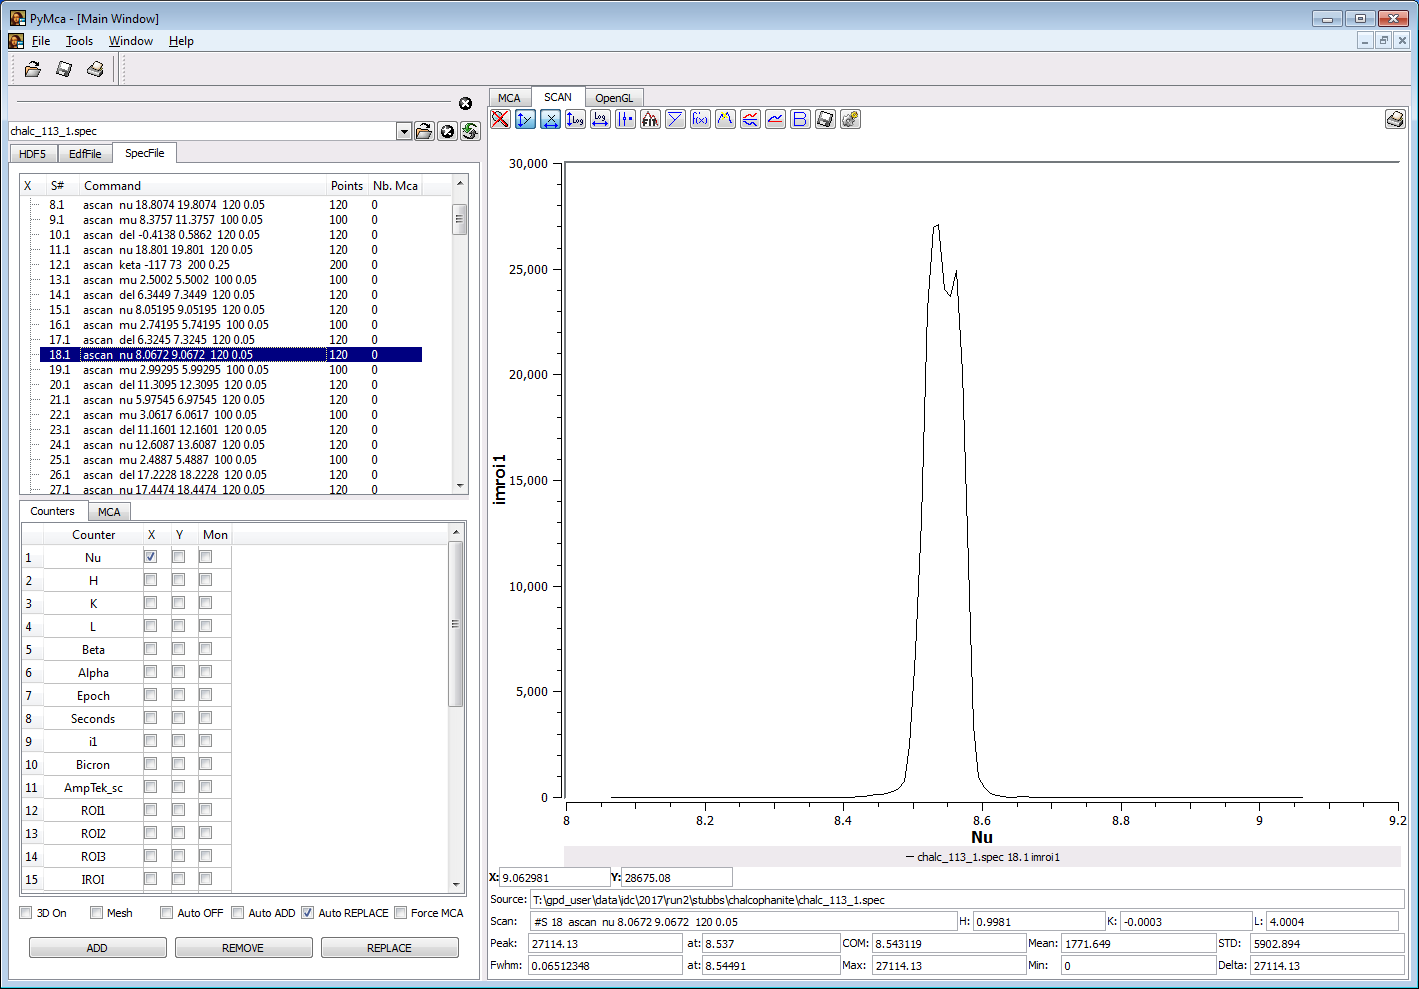 PyMca - [Main Window]
File Tools Window Help
chalc_113_1.spec
HDF5 EdfFile SpecFile
X S# Command Points Nb. Mca
8.1 ascan nu 18.8074 19.8074 120 0.05 120 0
9.1 ascan mu 8.3757 11.3757 100 0.05 100 0
10.1 ascan del -0.4138 0.5862 120 0.05 120 0
11.1 ascan nu 18.801 19.801 120 0.05 120 0
12.1 ascan keta -117 73 200 0.25 200 0
13.1 ascan mu 2.5002 5.5002 100 0.05 100 0
14.1 ascan del 6.3449 7.3449 120 0.05 120 0
15.1 ascan nu 8.05195 9.05195 120 0.05 120 0
16.1 ascan mu 2.74195 5.74195 100 0.05 100 0
17.1 ascan del 6.3245 7.3245 120 0.05 120 0
18.1 ascan nu 8.0672 9.0672 120 0.05 120 0
19.1 ascan mu 2.99295 5.99295 100 0.05 100 0
20.1 ascan del 11.3095 12.3095 120 0.05 120 0
21.1 ascan nu 5.97545 6.97545 120 0.05 120 0
22.1 ascan mu 3.0617 6.0617 100 0.05 100 0
23.1 ascan del 11.1601 12.1601 120 0.05 120 0
24.1 ascan nu 12.6087 13.6087 120 0.05 120 0
25.1 ascan mu 2.4887 5.4887 100 0.05 100 0
26.1 ascan del 17.2228 18.2228 120 0.05 120 0
27.1 ascan nu 17.4474 18.4474 120 0.05 120 0
Counters MCA
Counter X Y Mon
1 Nu
2 H
3 K
4 L
5 Beta
6 Alpha
7 Epoch
8 Seconds
9 i1
10 Bicron
11 AmpTek_sc
12 ROI1
13 ROI2
14 ROI3
15 IROI
3D On Mesh Auto OFF Auto ADD Auto REPLACE Force MCA
ADD REMOVE REPLACE
MCA SCAN OpenGL
Log Log FIT f(x) B
30,000
25,000
20,000
15,000
10,000
5,000
0
imroi1
8 8.2 8.4 8.6 8.8 9 9.2
Nu
chalc_113_1.spec 18.1 imroi1
X: 9.062981 Y: 28675.08
Source: T:\gpd_user\data\idc\2017\run2\stubbs\chalcophanite\chalc_113_1.spec
Scan: #S 18 ascan nu 8.0672 9.0672 120 0.05 H: 0.9981 K: -0.0003 L: 4.0004
Peak: 27114.13 at: 8.537 COM: 8.543119 Mean: 1771.649 STD: 5902.894
Fwhm: 0.06512348 at: 8.54491 Max: 27114.13 Min: 0 Delta: 27114.13